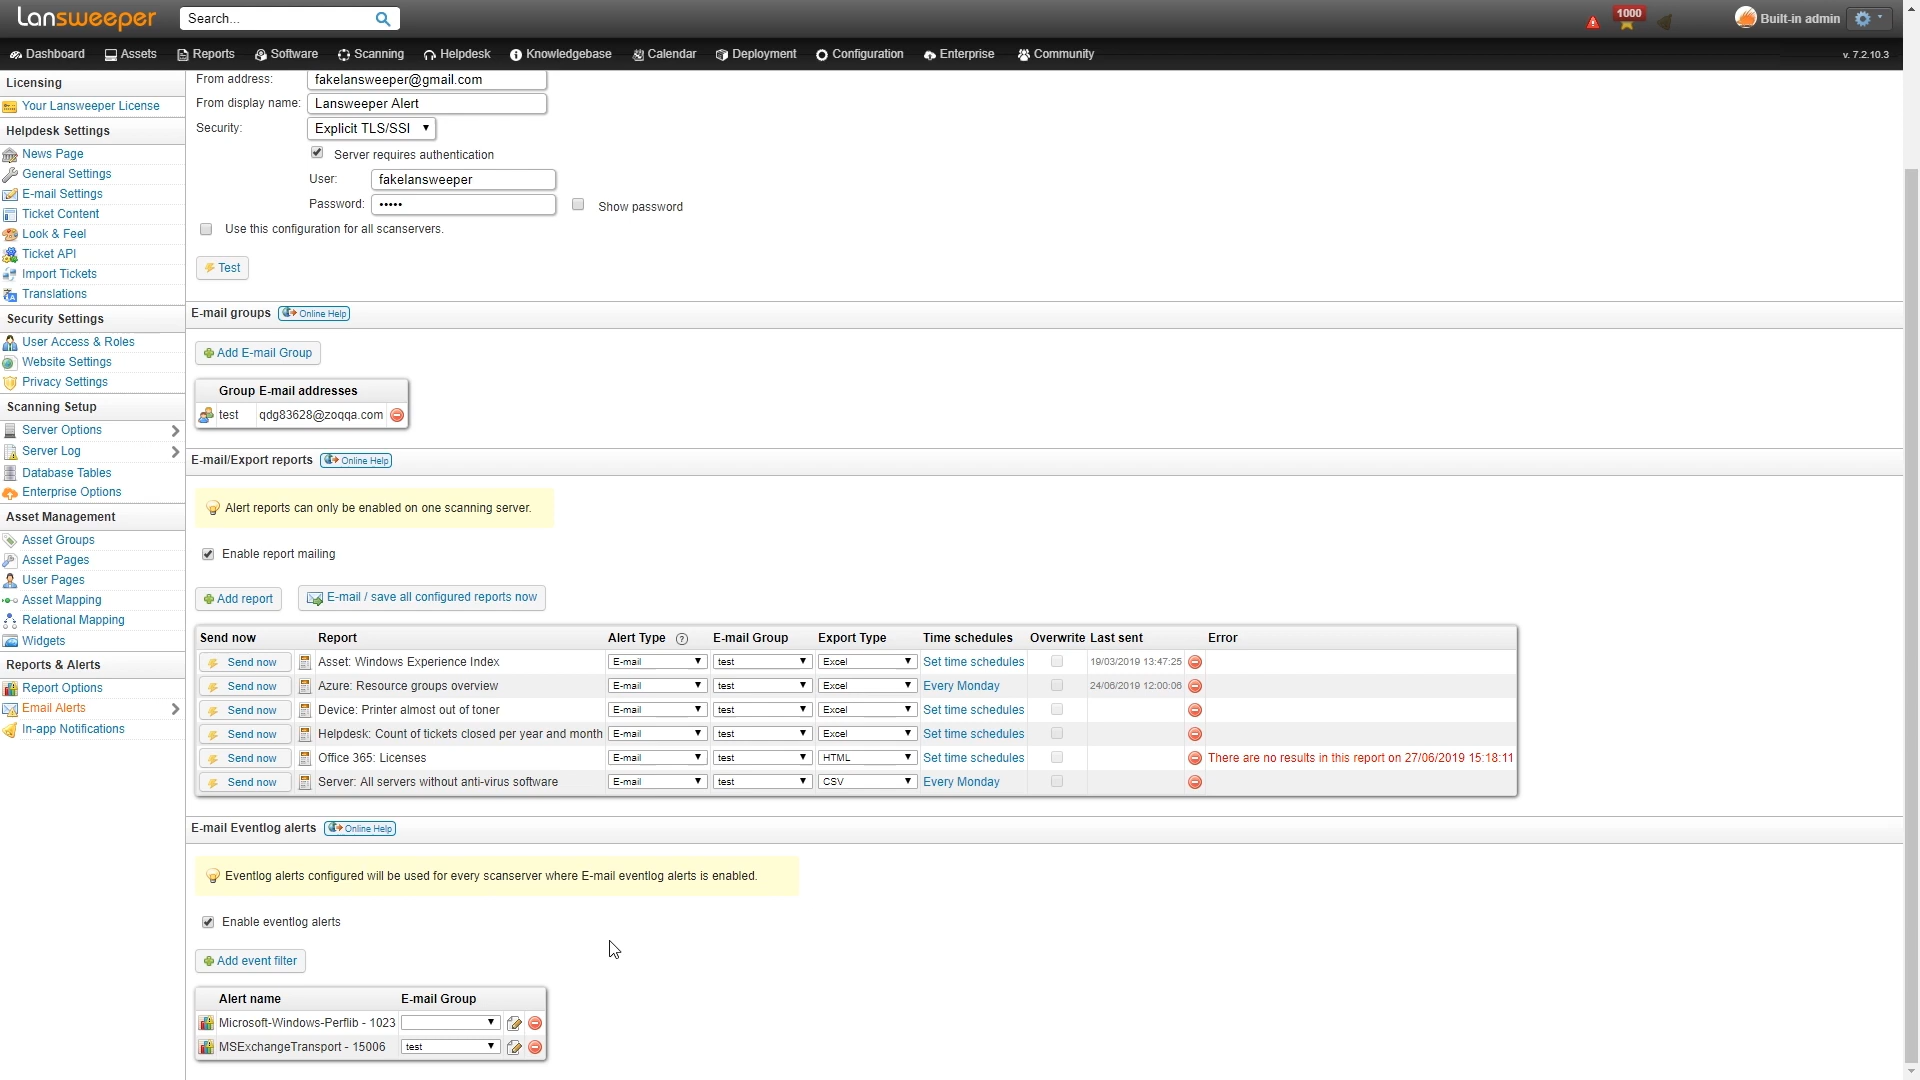 Lansweeper
Search...
1000
Built-in admin
Dashboard Assets Reports Software Scanning Helpdesk Knowledgebase Calendar Deployment Configuration Enterprise Community v. 7.2.10.3
Licensing
Your Lansweeper License
Helpdesk Settings
News Page
General Settings
E-mail Settings
Ticket Content
Look & Feel
Ticket API
Import Tickets
Translations
Security Settings
User Access & Roles
Website Settings
Privacy Settings
Scanning Setup
Server Options
Server Log
Database Tables
Enterprise Options
Asset Management
Asset Groups
Asset Pages
User Pages
Asset Mapping
Relational Mapping
Widgets
Reports & Alerts
Report Options
Email Alerts
In-app Notifications
From address: fakelansweeper@gmail.com
From display name: Lansweeper Alert
Security: Explicit TLS/SSl
Server requires authentication
User: fakelansweeper
Password: ••••• Show password
Use this configuration for all scanservers.
Test
E-mail groups Online Help
Add E-mail Group
Group E-mail addresses
test qdg83628@zoqqa.com
E-mail/Export reports Online Help
Alert reports can only be enabled on one scanning server.
Enable report mailing
Add report E-mail / save all configured reports now
Send now Report Alert Type ? E-mail Group Export Type Time schedules Overwrite Last sent Error
Send now Asset: Windows Experience Index E-mail test Excel Set time schedules 19/03/2019 13:47:25
Send now Azure: Resource groups overview E-mail test Excel Every Monday 24/06/2019 12:00:06
Send now Device: Printer almost out of toner E-mail test Excel Set time schedules
Send now Helpdesk: Count of tickets closed per year and month E-mail test Excel Set time schedules
Send now Office 365: Licenses E-mail test HTML Set time schedules There are no results in this report on 27/06/2019 15:18:11
Send now Server: All servers without anti-virus software E-mail test CSV Every Monday
E-mail Eventlog alerts Online Help
Eventlog alerts configured will be used for every scanserver where E-mail eventlog alerts is enabled.
Enable eventlog alerts
Add event filter
Alert name E-mail Group
Microsoft-Windows-Perflib - 1023
MSExchangeTransport - 15006 test